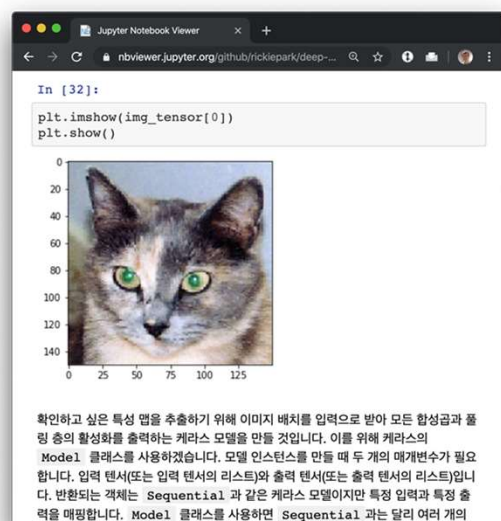 Jupyter Notebook Viewer
nbviewer.jupyter.org/github/rickiepark/deep-...
In [32]:
plt.imshow(img_tensor[0])
plt.show()
0
20
40
60
80
100
120
140
0 25 50 75 100 125
확인하고 싶은 특성 맵을 추출하기 위해 이미지 배치를 입력으로 받아 모든 합성곱과 풀
링 층의 활성화를 출력하는 케라스 모델을 만들 것입니다. 이를 위해 케라스의
Model 클래스를 사용하겠습니다. 모델 인스턴스를 만들 때 두 개의 매개변수가 필요
합니다. 입력 텐서(또는 입력 텐서의 리스트)와 출력 텐서(또는 출력 텐서의 리스트)입니
다. 반환되는 객체는 Sequential 과 같은 케라스 모델이지만 특정 입력과 특정 출
력을 매핑합니다. Model 클래스를 사용하면 Sequential 과는 달리 여러 개의